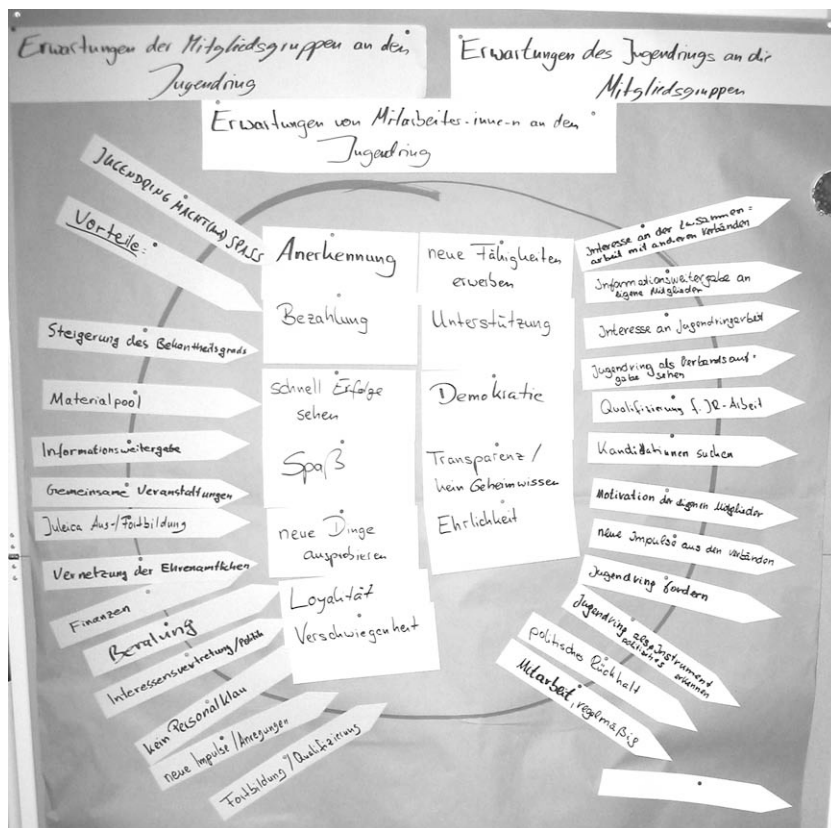 Erwartungen der Mitgliedsgruppen an den
Jugendring
Erwartungen des Jugendrings an die
Mitgliedsgruppen
Erwartungen von Mitarbeiter-inne-n an den
Jugendring
JUGENDRING MACHT(AND) SPASS
Vorteile:
Steigerung des Bekantheitsgrads
Materialpool
Informationsweitergabe
Gemeinsame Veranstaltungen
Juleica Aus-/Fortbildung
Vernetzung der Ehrenamtlichen
Finanzen
Beratung
Interessensvertretung/Politik
kein Personalklau
neue Impulse/Anregungen
Fortbildung/Qualifizierung
Anerkennung
Bezahlung
schnell Erfolge
sehen
Spaß
neue Dinge
ausprobieren
Loyalität
Verschwiegenheit
neue Fähigkeiten
erwerben
Unterstützung
Demokratie
Transparenz/
kein Geheimwissen
Ehrlichkeit
Interesse an der Zusammen=
arbeit mit anderen Verbänden
Informationsweitergabe an
eigene Mitglieder
Interesse an Jugendringarbeit
Jugendring als Verbandsauf-
gabe sehen
Qualifizierung f. JR-Arbeit
KandidatInnen suchen
Motivation der eigenen Mitglieder
neue Impulse aus den Verbänden
Jugendring fordern
Jugendring als Instrument
politisches erkennen
politischer Rückhalt
Mitarbeit, regelmäßig